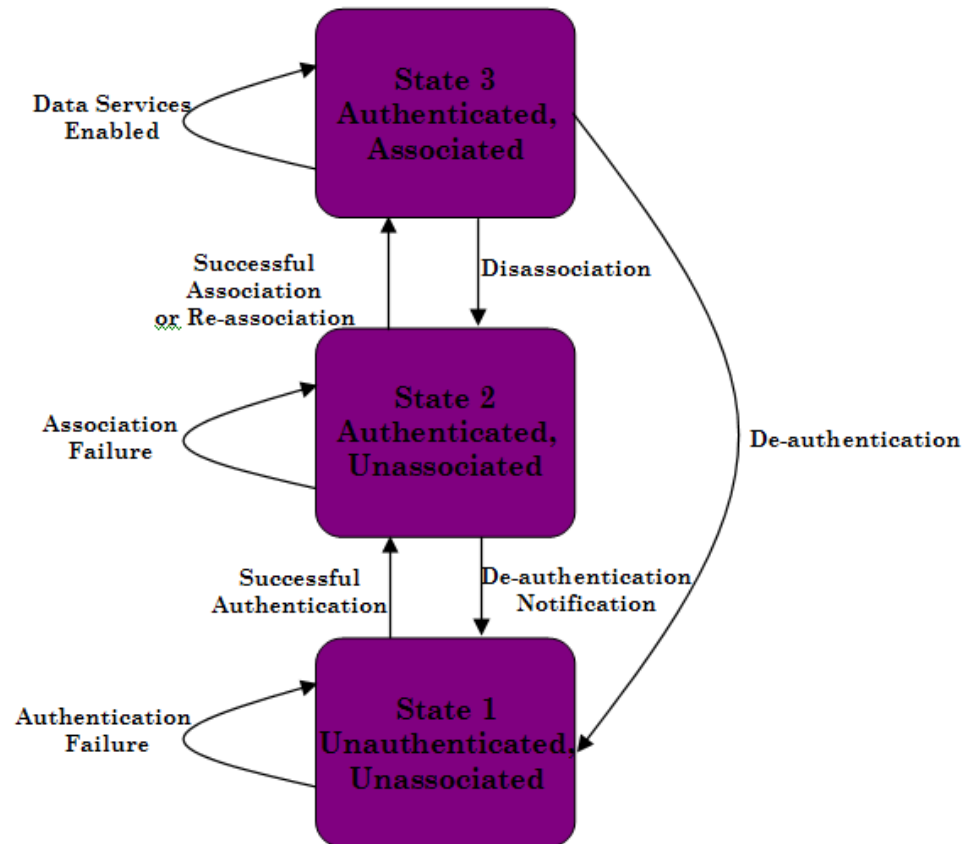 State 3
Authenticated,
Associated
Data Services
Enabled
Successful
Association
or Re-association
Disassociation
State 2
Authenticated,
Unassociated
Association
Failure
De-authentication
Successful
Authentication
De-authentication
Notification
State 1
Unauthenticated,
Unassociated
Authentication
Failure